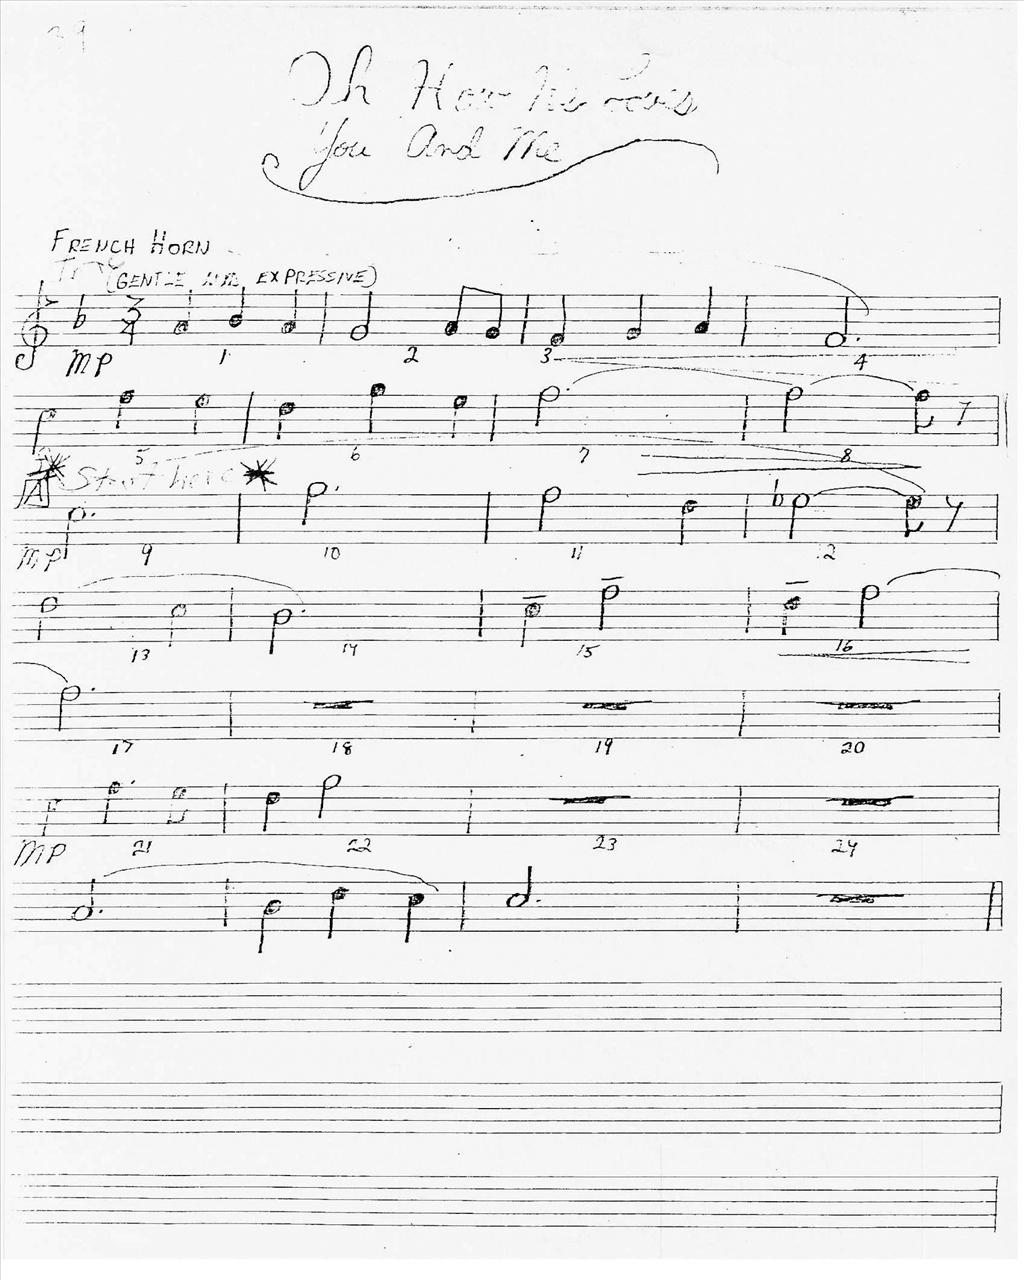 39
Oh How He Loves
You And Me
FRENCH HORN
(GENTLE AND EXPRESSIVE)
3
4
MP 1 2 3 4
5 6 7 8
Start here
A
MP 9 10 11 12
13 14 15 16
17 18 19 20
MP 21 22 23 24